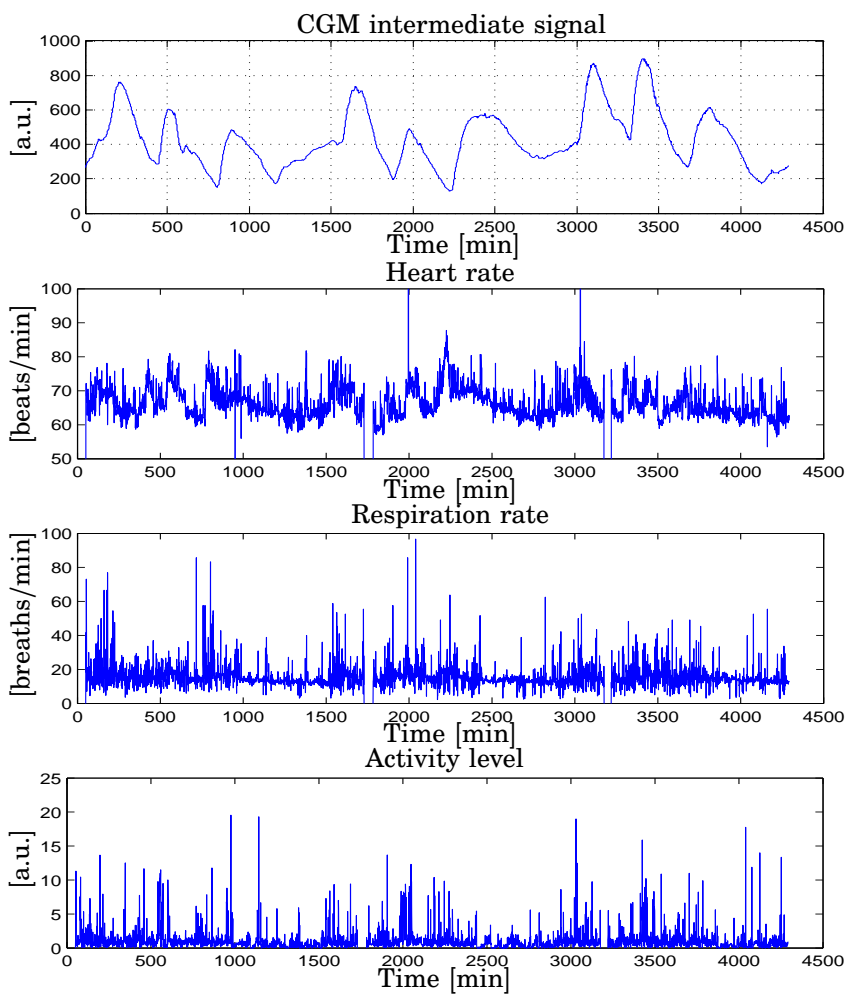 CGM intermediate signal
1000
800
600
400
200
0
[a.u.]
0 500 1000 1500 2000 2500 3000 3500 4000 4500
Time [min]
Heart rate
100
90
80
70
60
50
[beats/min]
0 500 1000 1500 2000 2500 3000 3500 4000 4500
Time [min]
Respiration rate
100
80
60
40
20
0
[breaths/min]
0 500 1000 1500 2000 2500 3000 3500 4000 4500
Time [min]
Activity level
25
20
15
10
5
0
[a.u.]
0 500 1000 1500 2000 2500 3000 3500 4000 4500
Time [min]